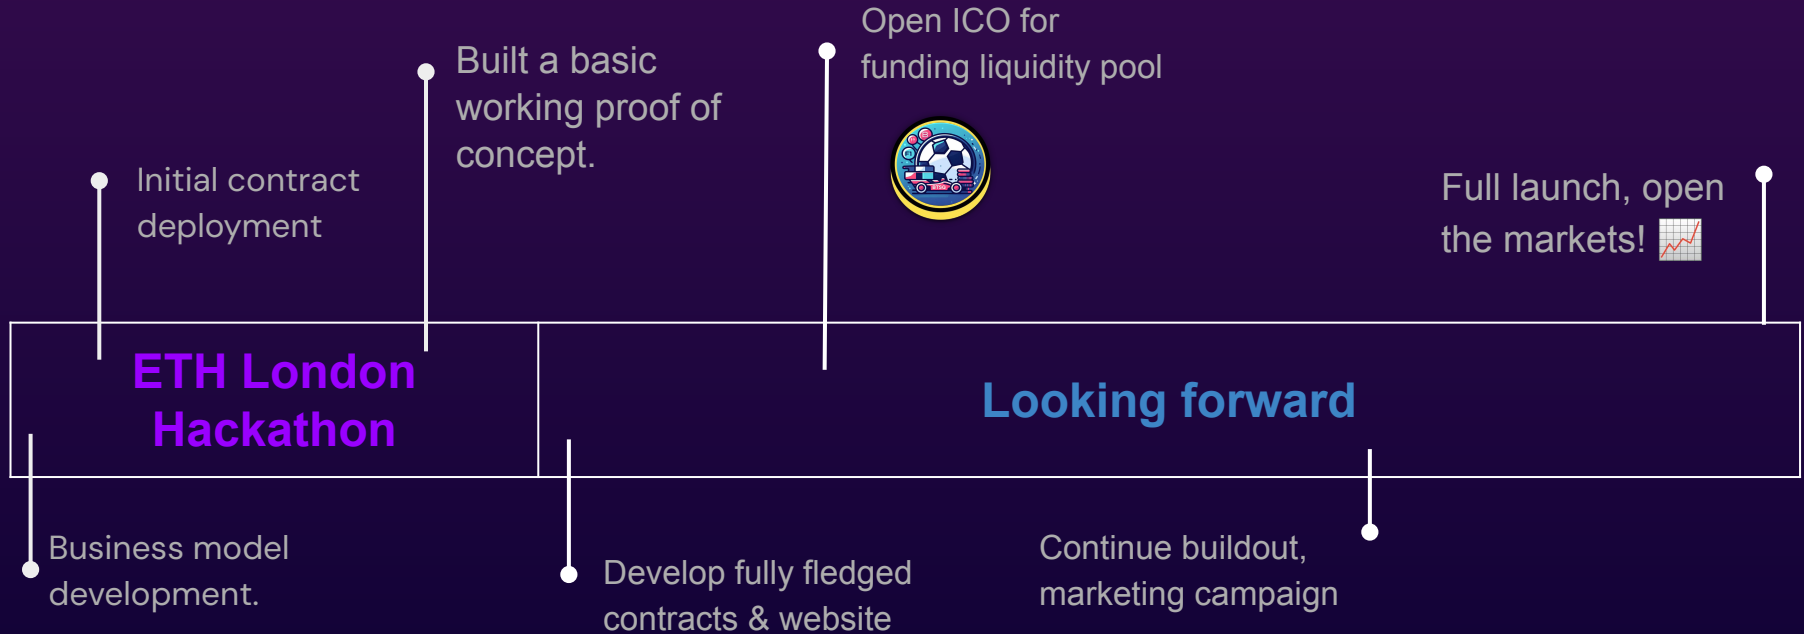 Open ICO for
funding liquidity pool
Built a basic
working proof of
concept.
Initial contract
deployment
Full launch, open
the markets!
ETH London
Hackathon
Looking forward
Business model
development.
Develop fully fledged
contracts & website
Continue buildout,
marketing campaign